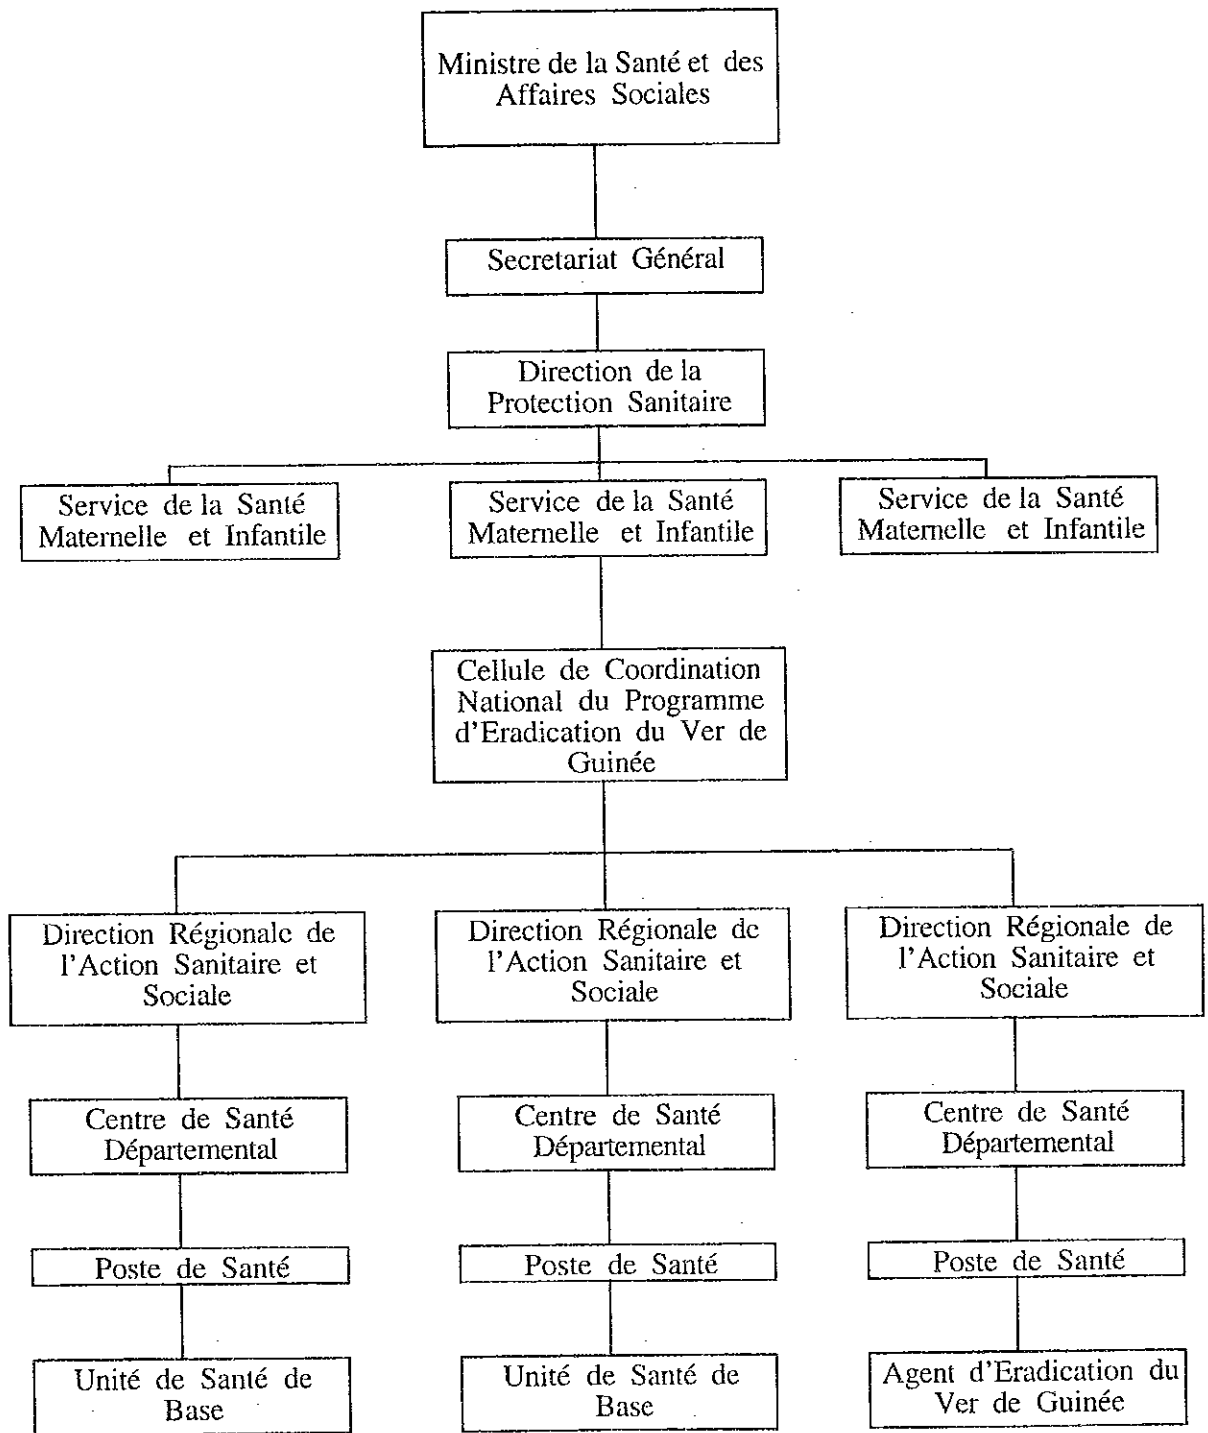 Ministre de la Santé et des
Affaires Sociales
Secretariat Général
Direction de la
Protection Sanitaire
Service de la Santé
Maternelle et Infantile
Service de la Santé
Maternelle et Infantile
Service de la Santé
Maternelle et Infantile
Cellule de Coordination
National du Programme
d'Eradication du Ver de
Guinée
Direction Régionale de
l'Action Sanitaire et
Sociale
Direction Régionale de
l'Action Sanitaire et
Sociale
Direction Régionale de
l'Action Sanitaire et
Sociale
Centre de Santé
Départemental
Centre de Santé
Départemental
Centre de Santé
Départemental
Poste de Santé
Poste de Santé
Poste de Santé
Unité de Santé de
Base
Unité de Santé de
Base
Agent d'Eradication du
Ver de Guinée